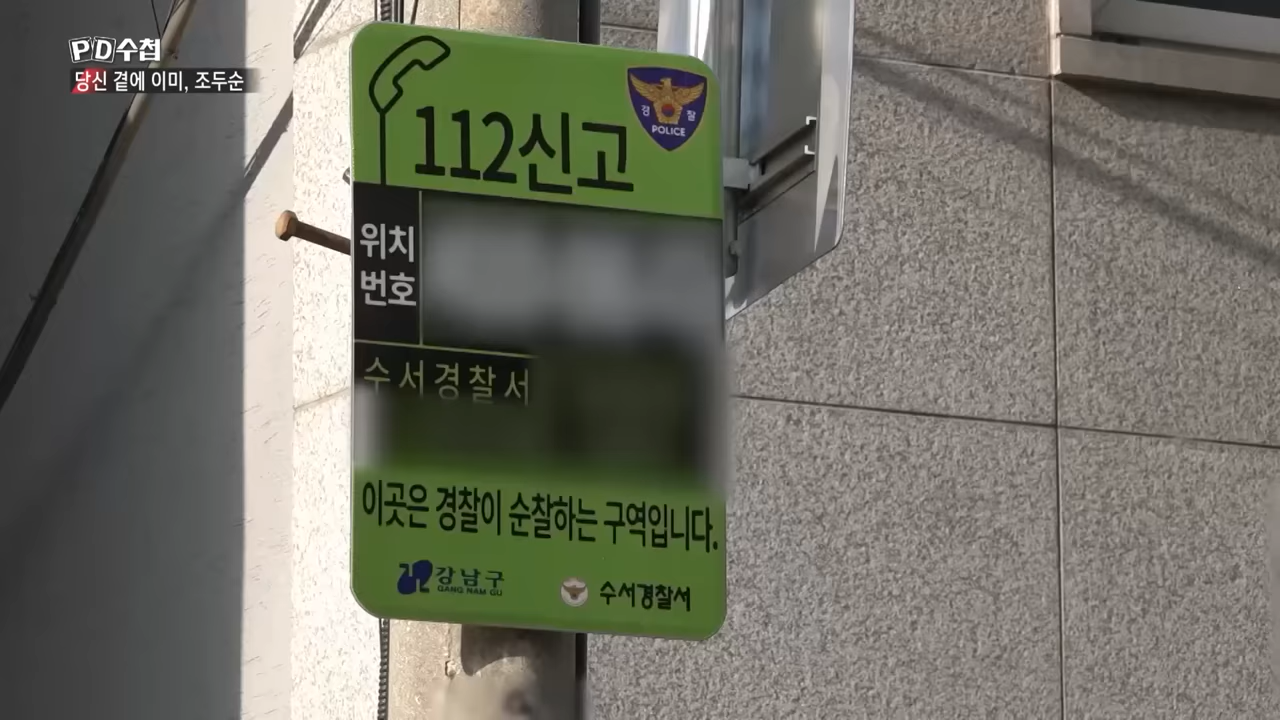 PD수첩
당신 곁에 이미, 조두순
112신고
경찰
POLICE
위치
번호
수서경찰서
이곳은 경찰이 순찰하는 구역입니다.
강남구
GANG NAM GU
수서경찰서